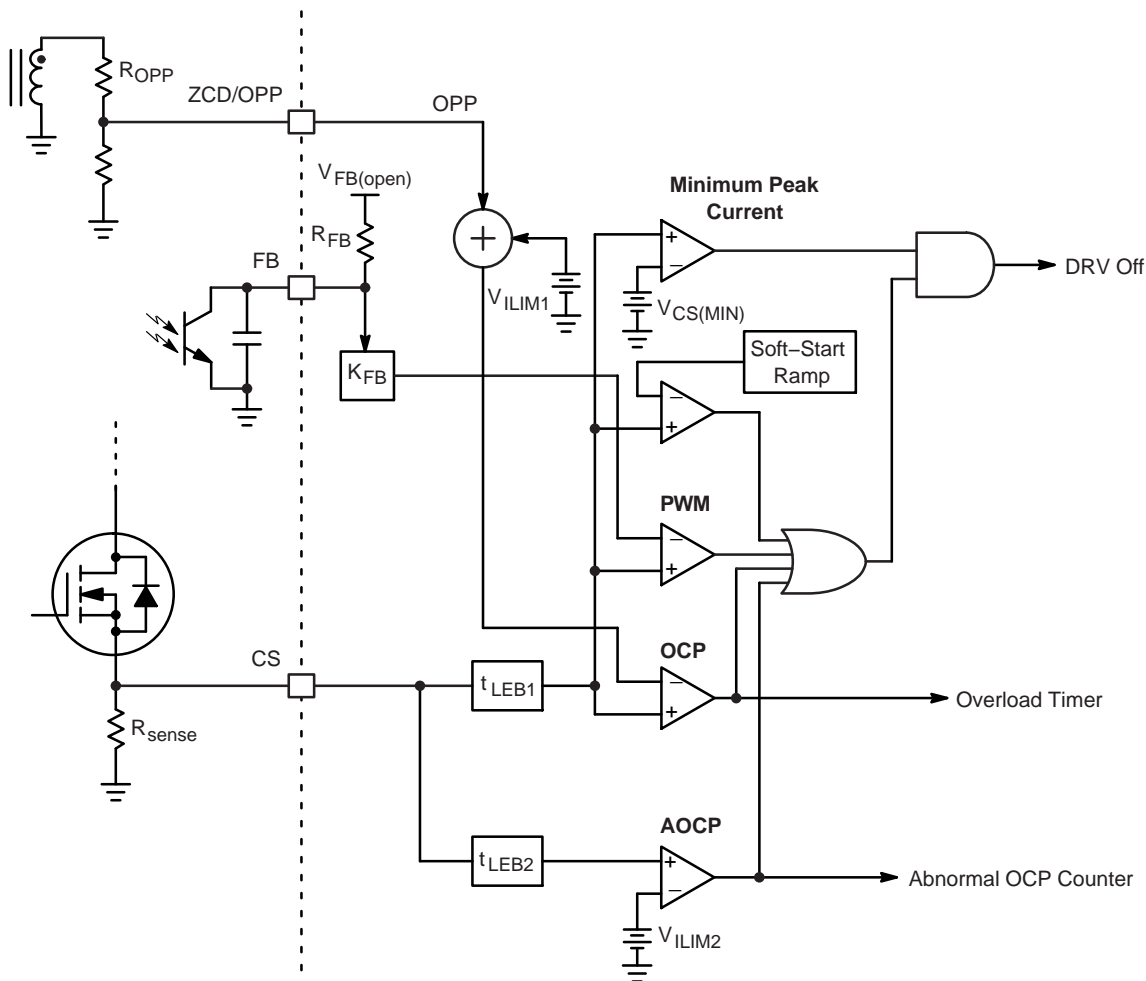 R_OPP
ZCD/OPP
OPP
V_FB(open)
R_FB
FB
V_ILIM1
K_FB
Minimum Peak
Current
+
−
V_CS(MIN)
DRV Off
Soft−Start
Ramp
−
+
PWM
−
+
CS
t_LEB1
OCP
−
+
Overload Timer
R_sense
t_LEB2
AOCP
+
−
Abnormal OCP Counter
V_ILIM2